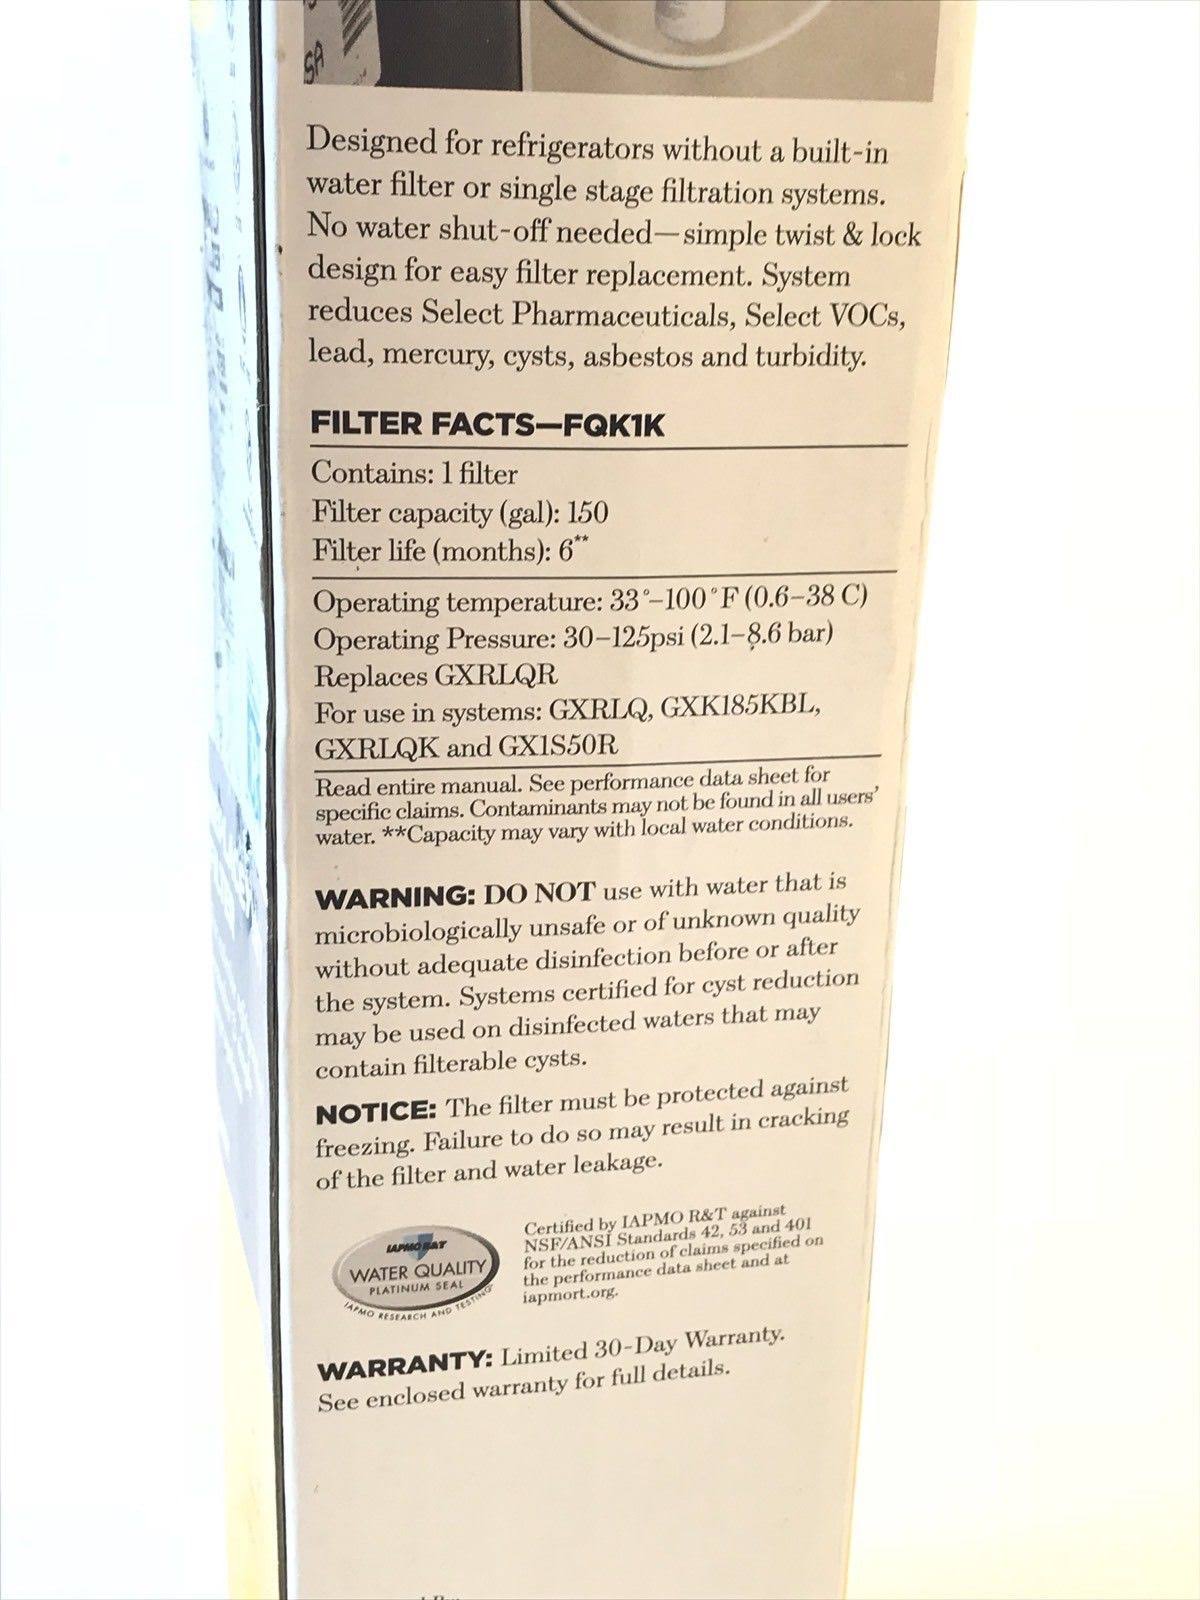 SA
Designed for refrigerators without a built-in
water filter or single stage filtration systems.
No water shut-off needed—simple twist & lock
design for easy filter replacement. System
reduces Select Pharmaceuticals, Select VOCs,
lead, mercury, cysts, asbestos and turbidity.
FILTER FACTS—FQK1K
Contains: 1 filter
Filter capacity (gal): 150
Filter life (months): 6**
Operating temperature: 33°–100°F (0.6–38 C)
Operating Pressure: 30–125psi (2.1–8.6 bar)
Replaces GXRLQR
For use in systems: GXRLQ, GXK185KBL,
GXRLQK and GX1S50R
Read entire manual. See performance data sheet for
specific claims. Contaminants may not be found in all users'
water. **Capacity may vary with local water conditions.
WARNING: DO NOT use with water that is
microbiologically unsafe or of unknown quality
without adequate disinfection before or after
the system. Systems certified for cyst reduction
may be used on disinfected waters that may
contain filterable cysts.
NOTICE: The filter must be protected against
freezing. Failure to do so may result in cracking
of the filter and water leakage.
IAPMO R&T
WATER QUALITY
PLATINUM SEAL
IAPMO RESEARCH AND TESTING
Certified by IAPMO R&T against
NSF/ANSI Standards 42, 53 and 401
for the reduction of claims specified on
the performance data sheet and at
iapmort.org.
WARRANTY: Limited 30-Day Warranty.
See enclosed warranty for full details.